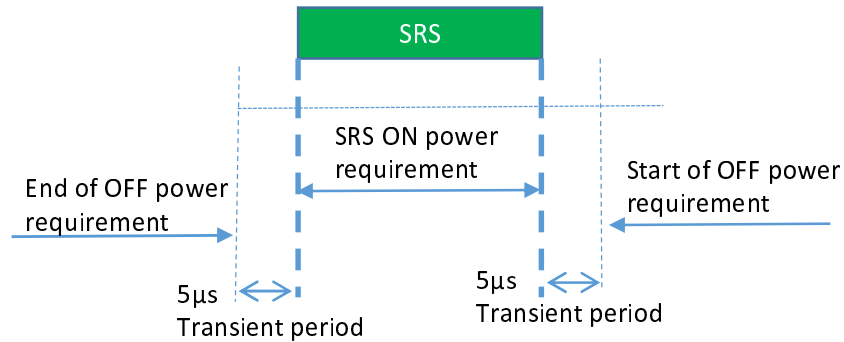 SRS
SRS ON power
requirement
End of OFF power
requirement
Start of OFF power
requirement
5µs
Transient period
5µs
Transient period